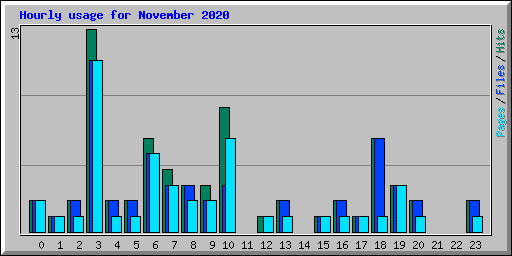 Hourly usage for November 2020
13
Pages/Files/Hits
0 1 2 3 4 5 6 7 8 9 10 11 12 13 14 15 16 17 18 19 20 21 22 23